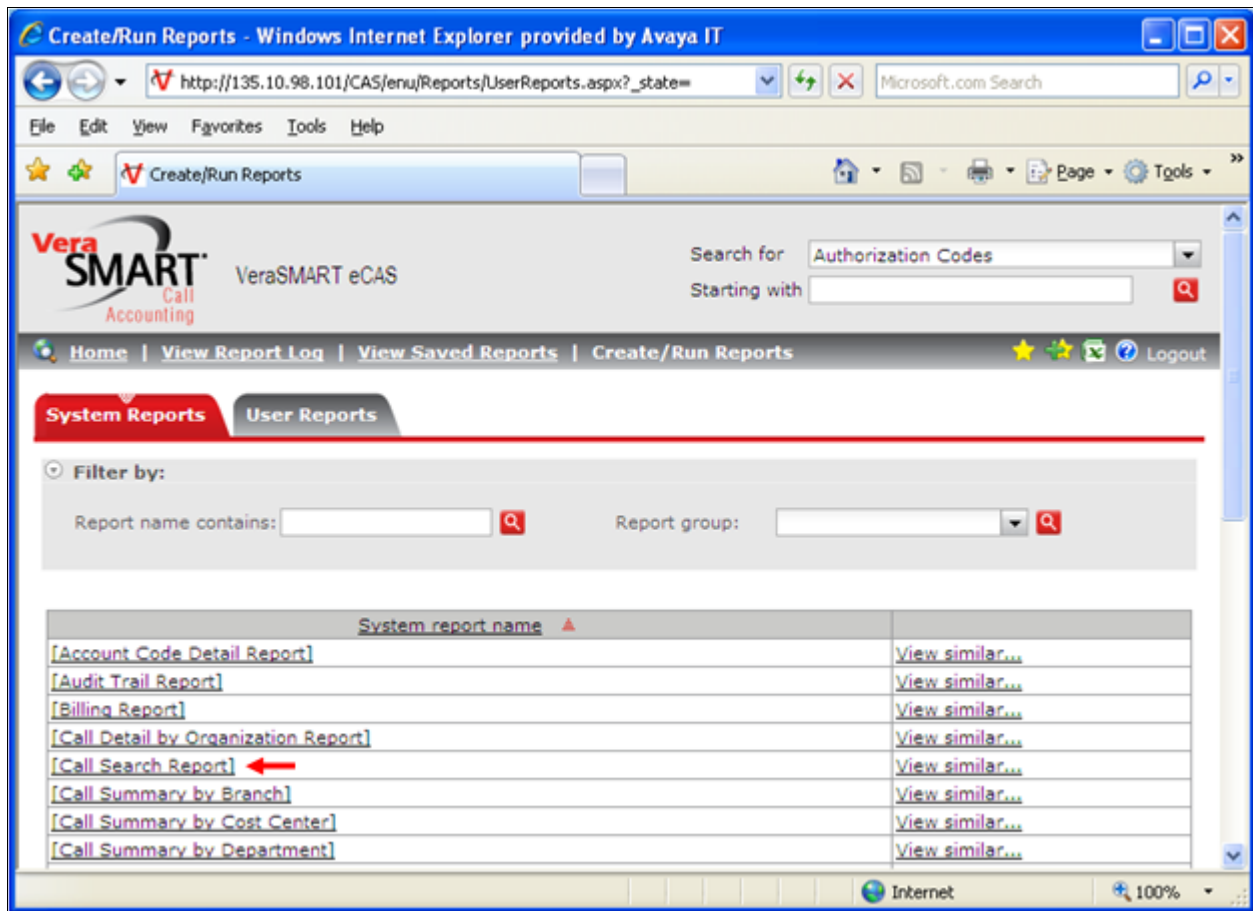 Create/Run Reports - Windows Internet Explorer provided by Avaya IT
http://135.10.98.101/CAS/enu/Reports/UserReports.aspx?_state= Microsoft.com Search
File Edit View Favorites Tools Help
Create/Run Reports Page Tools »
Vera
SMART
Call
Accounting
VeraSMART eCAS
Search for Authorization Codes
Starting with
Home | View Report Log | View Saved Reports | Create/Run Reports Logout
System Reports User Reports
Filter by:
Report name contains: Report group:
System report name
[Account Code Detail Report] View similar...
[Audit Trail Report] View similar...
[Billing Report] View similar...
[Call Detail by Organization Report] View similar...
[Call Search Report] View similar...
[Call Summary by Branch] View similar...
[Call Summary by Cost Center] View similar...
[Call Summary by Department] View similar...
Internet 100%